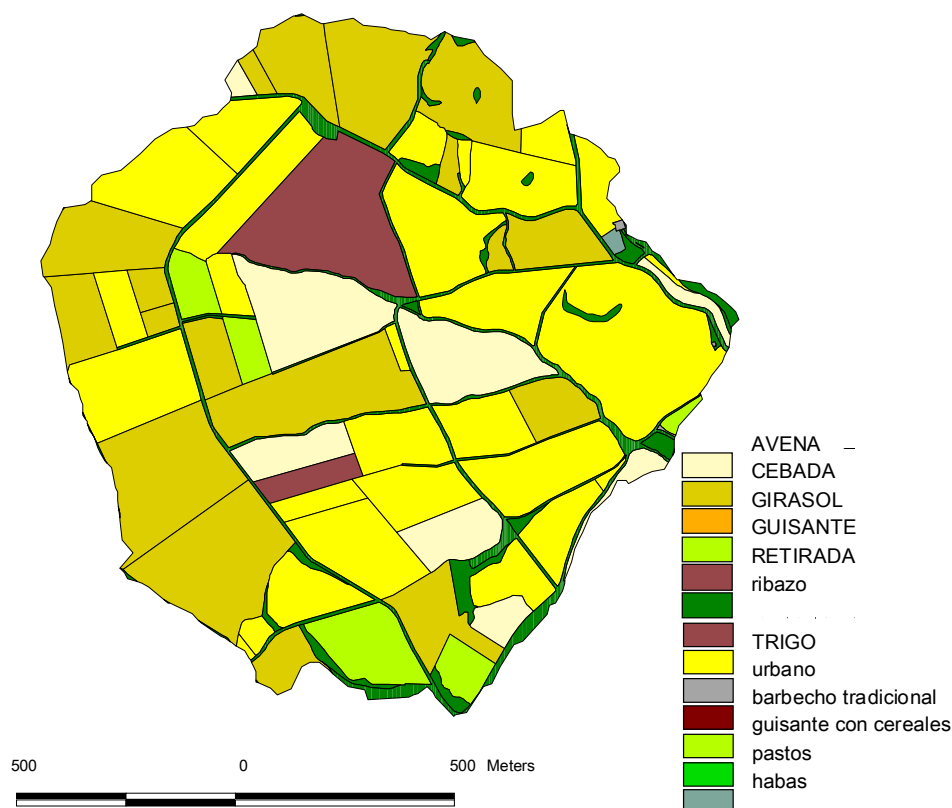 AVENA
CEBADA
GIRASOL
GUISANTE
RETIRADA
ribazo
TRIGO
urbano
barbecho tradicional
guisante con cereales
pastos
habas
500 0 500 Meters